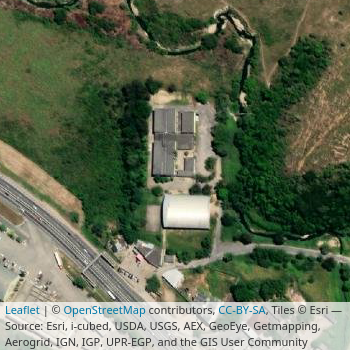 Leaflet | © OpenStreetMap contributors, CC-BY-SA, Tiles © Esri —
Source: Esri, i-cubed, USDA, USGS, AEX, GeoEye, Getmapping,
Aerogrid, IGN, IGP, UPR-EGP, and the GIS User Community